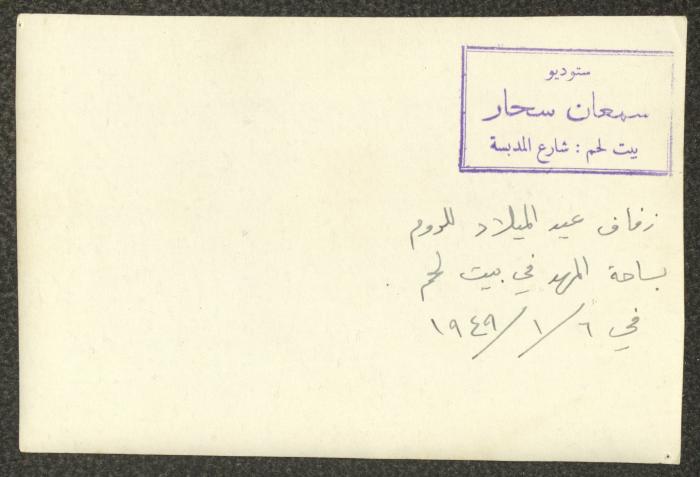 ستوديو
سمعان سحار
بيت لحم : شارع المدبسة
زفاف عيد الميلاد للروم
بساحة المهد في بيت لحم
في ٦ / ١ / ١٩٤٩